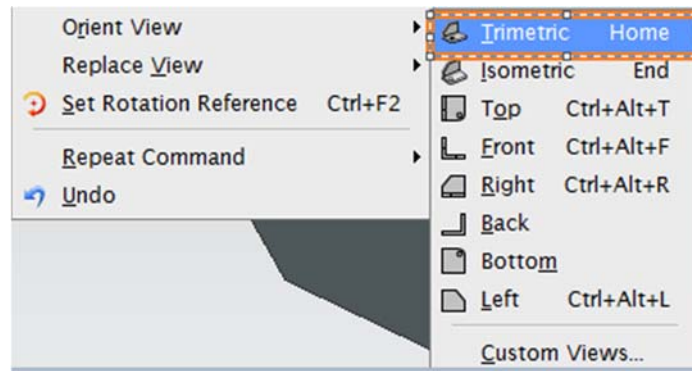 Orient View
Replace View
Set Rotation Reference Ctrl+F2
Repeat Command
Undo
Trimetric Home
Isometric End
Top Ctrl+Alt+T
Front Ctrl+Alt+F
Right Ctrl+Alt+R
Back
Bottom
Left Ctrl+Alt+L
Custom Views...